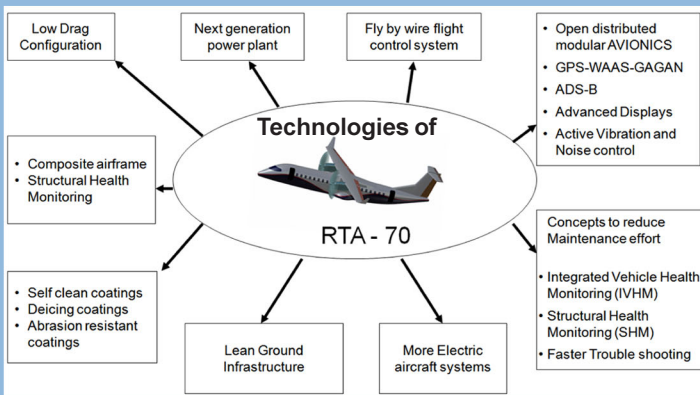 Low Drag
Configuration
Next generation
power plant
Fly by wire flight
control system
• Open distributed
modular AVIONICS
• GPS-WAAS-GAGAN
• ADS-B
• Advanced Displays
• Active Vibration and
Noise control
Technologies of
RTA - 70
• Composite airframe
• Structural Health
Monitoring
Concepts to reduce
Maintenance effort
• Integrated Vehicle Health
Monitoring (IVHM)
• Structural Health
Monitoring (SHM)
• Faster Trouble shooting
• Self clean coatings
• Deicing coatings
• Abrasion resistant
coatings
Lean Ground
Infrastructure
More Electric
aircraft systems